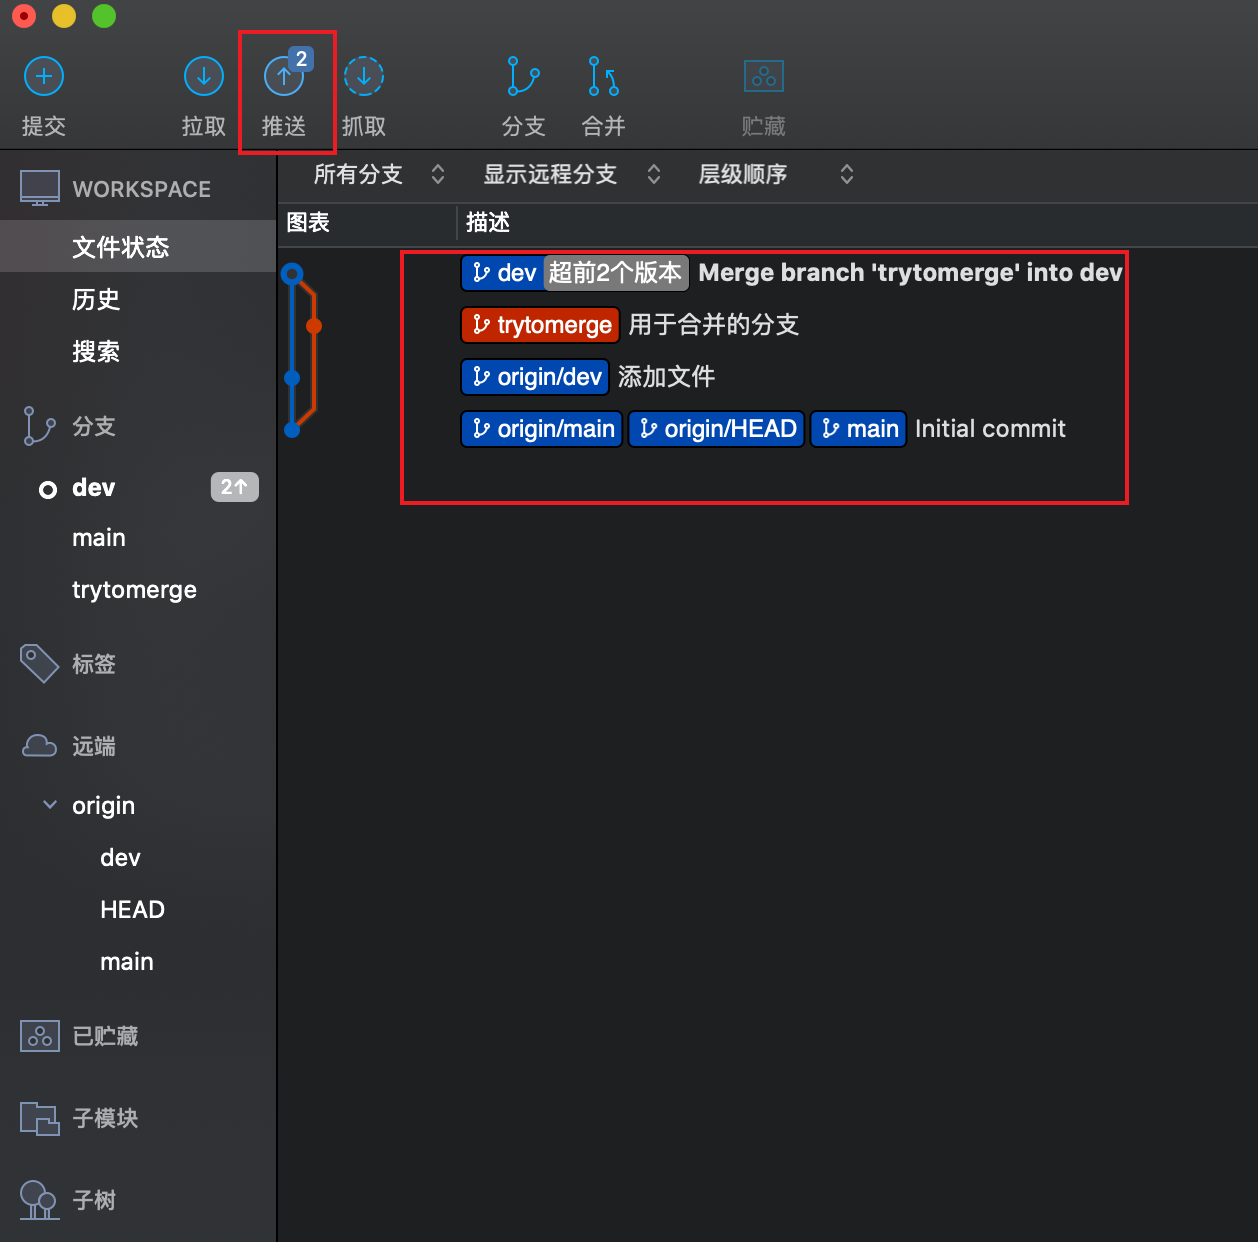 2
提交 拉取 推送 抓取 分支 合并 贮藏
WORKSPACE
文件状态
历史
搜索
分支
dev 2↑
main
trytomerge
标签
远端
origin
dev
HEAD
main
已贮藏
子模块
子树
所有分支 显示远程分支 层级顺序
图表 描述
dev 超前2个版本 Merge branch 'trytomerge' into dev
trytomerge 用于合并的分支
origin/dev 添加文件
origin/main origin/HEAD main Initial commit